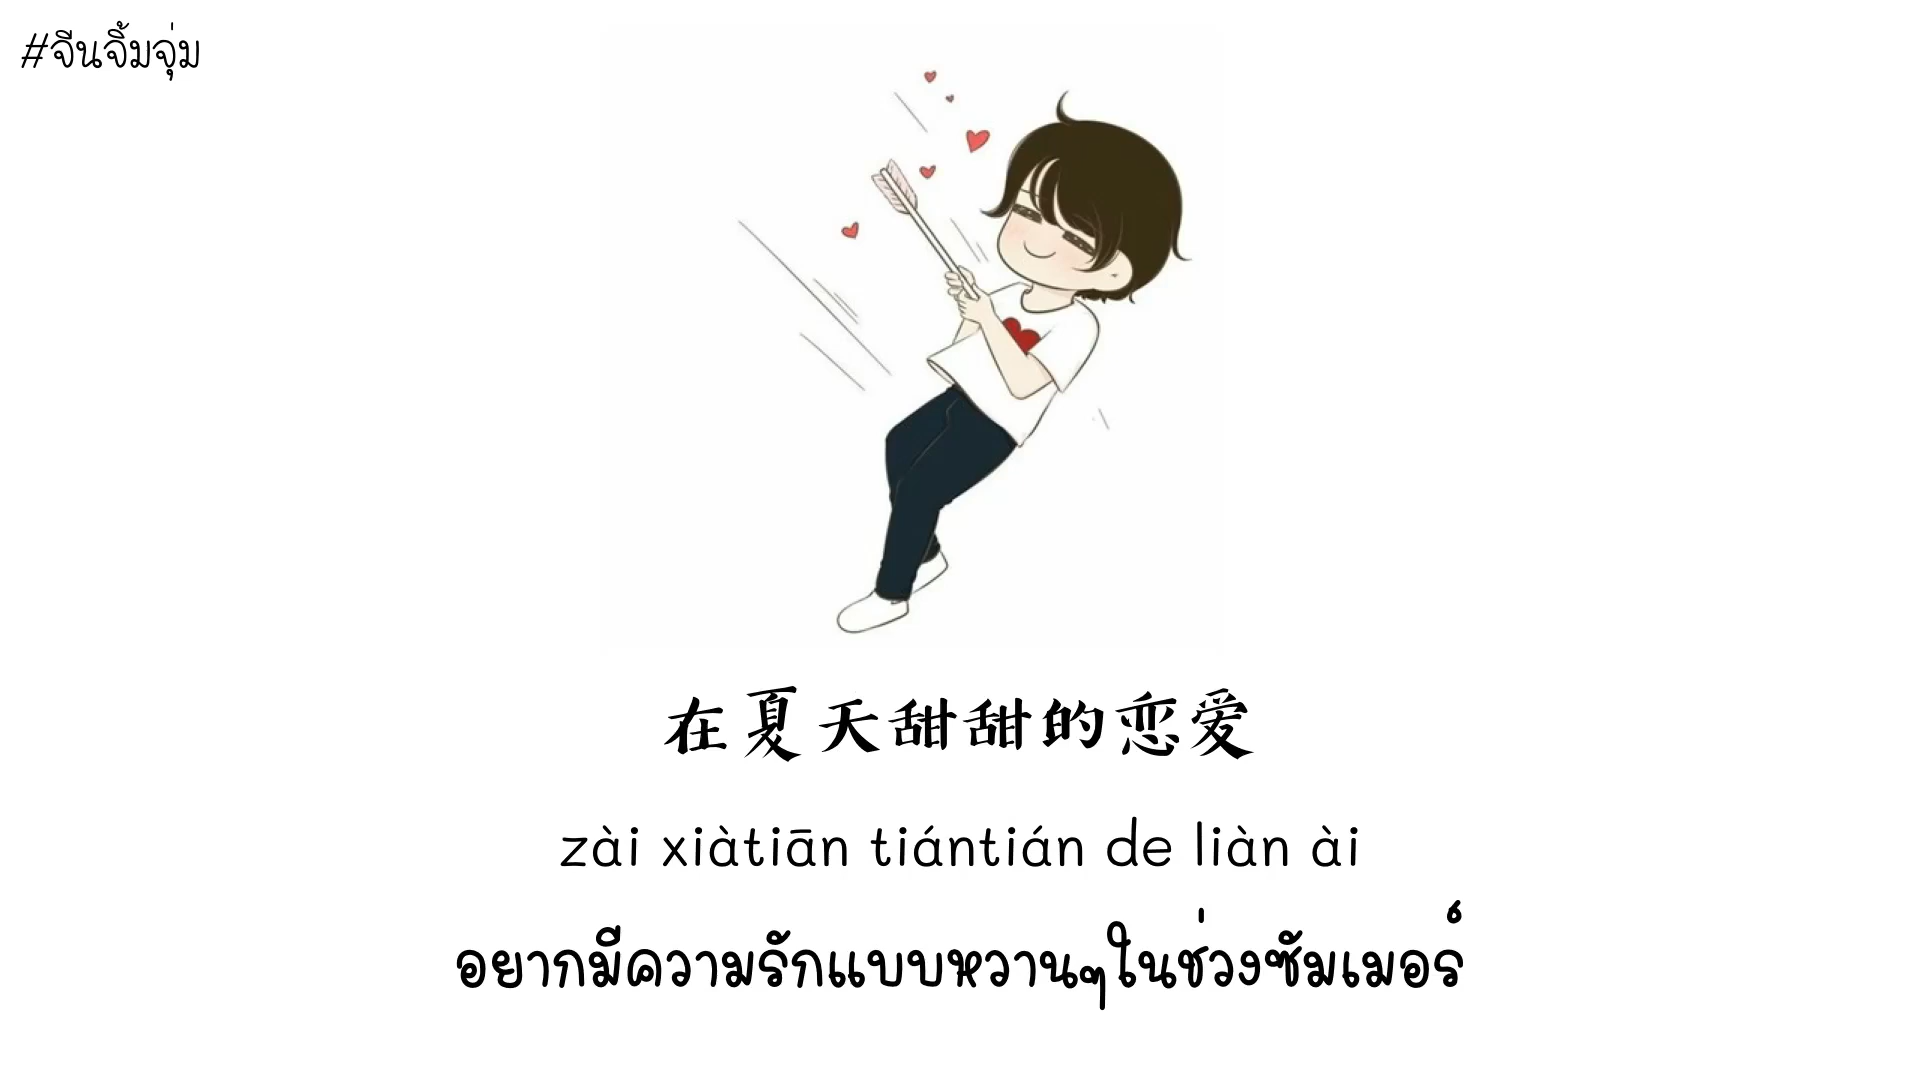 #จีนจิ้มจุ่ม
在夏天甜甜的恋爱
zài xiàtiān tiántián de liàn ài
อยากมีความรักแบบหวานๆในช่วงซัมเมอร์